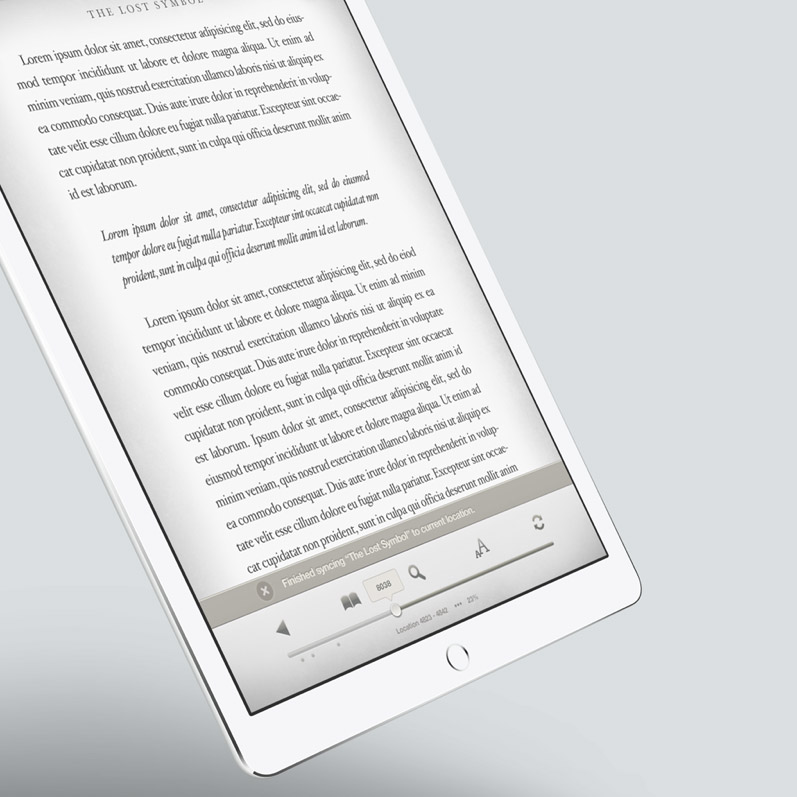 THE LOST SYMBOL
Lorem ipsum dolor sit amet, consectetur adipisicing elit, sed do eius-
mod tempor incididunt ut labore et dolore magna aliqua. Ut enim ad
minim veniam, quis nostrud exercitation ullamco laboris nisi ut aliquip ex
ea commodo consequat. Duis aute irure dolor in reprehenderit in volup-
tate velit esse cillum dolore eu fugiat nulla pariatur. Excepteur sint occae-
cat cupidatat non proident, sunt in culpa qui officia deserunt mollit anim
id est laborum.
Lorem ipsum dolor sit amet, consectetur adipisicing elit, sed do eiusmod
tempor dolore eu fugiat nulla pariatur. Excepteur sint occaecat cupidatat non
proident, sunt in culpa qui officia deserunt mollit anim id est laborum.
Lorem ipsum dolor sit amet, consectetur adipisicing elit, sed do eiod
tempor incididunt ut labore et dolore magna aliqua. Ut enim ad minim
veniam, quis nostrud exercitation ullamco laboris nisi ut aliquip ex ea
commodo consequat. Duis aute irure dolor in reprehenderit in voluptate
velit esse cillum dolore eu fugiat nulla pariatur. Excepteur sint occaecat
cupidatat non proident, sunt in culpa qui officia deserunt mollit anim id
est laborum. Ipsum dolor sit amet, consectetur adipisicing elit, sed do
eiusmod tempor incididunt ut labore et dolore magna aliqua. Ut enim ad
minim veniam, quis nostrud exercitation ullamco laboris nisi ut aliquip ex
ea commodo consequat. Duis aute irure dolor in reprehenderit in volup-
tate velit esse cillum dolore eu fugiat nulla pariatur. Excepteur sint occae-
cat cupidatat non proident, sunt in culpa qui officia deserunt mollit anim
Finished syncing "The Lost Symbol" to current location.
5038
AA
Location 4823 - 4842 ••• 23%